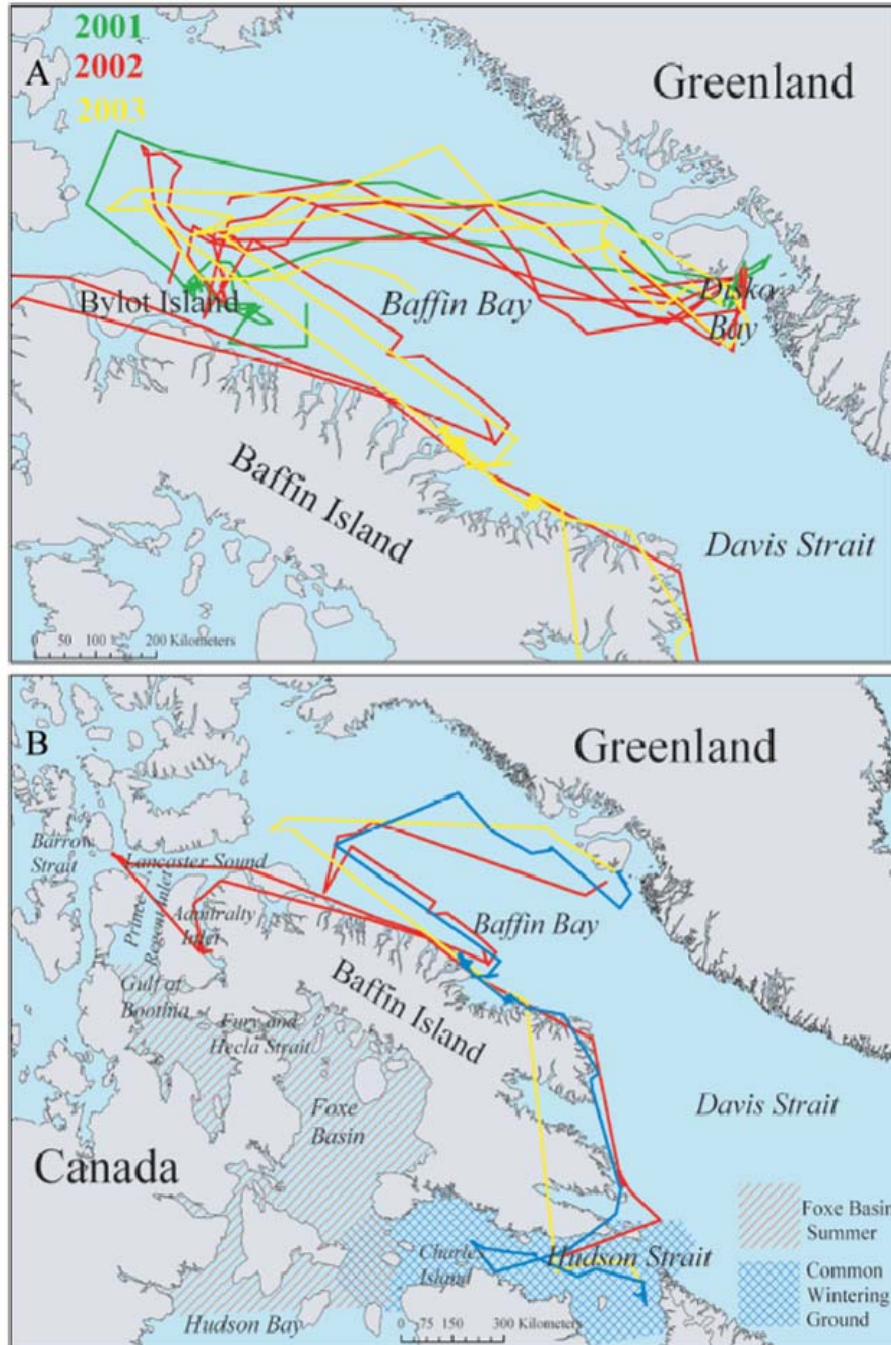 A
2001
2002
2003
Greenland
Bylot Island
Baffin Bay
Disko
Bay
Baffin Island
Davis Strait
0 50 100 200 Kilometers
B
Greenland
Barrow
Strait
Lancaster Sound
Prince
Regent Inlet
Admiralty
Inlet
Baffin Bay
Gulf of
Boothia
Fury and
Hecla Strait
Baffin Island
Foxe
Basin
Davis Strait
Canada
Foxe Basin
Summer
Charles
Island
Hudson Strait
Common
Wintering
Ground
Hudson Bay
0 75 150 300 Kilometers